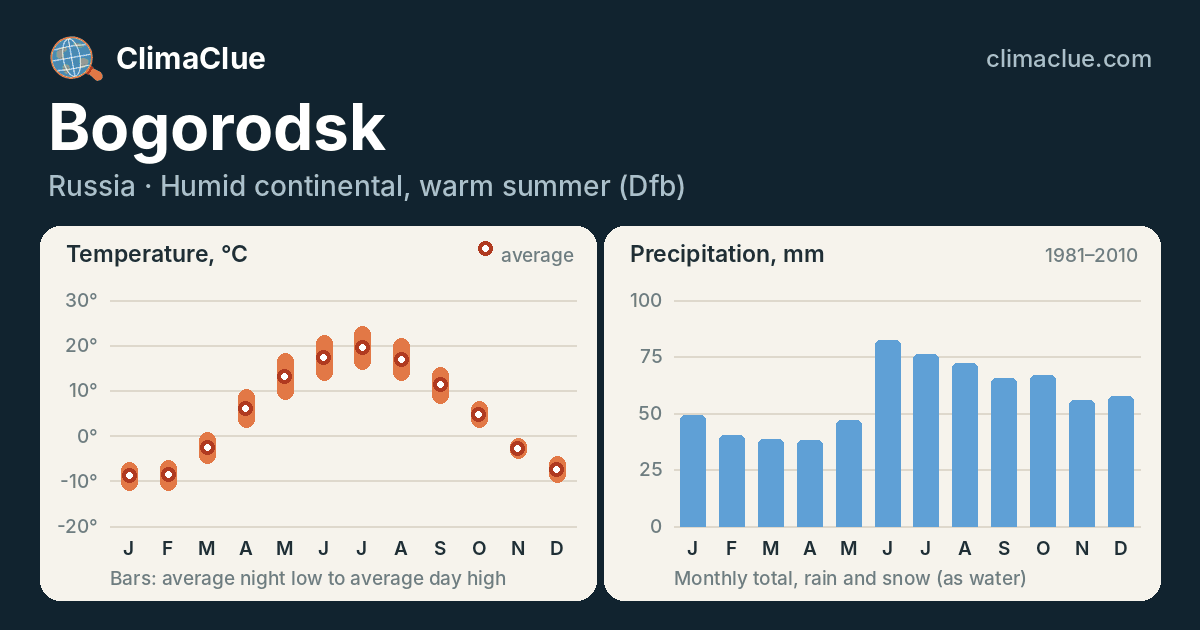 ClimaClue
climaclue.com
Bogorodsk
Russia · Humid continental, warm summer (Dfb)
Temperature, °C
average
30°
20°
10°
0°
-10°
-20°
J F M A M J J A S O N D
Bars: average night low to average day high
Precipitation, mm
1981–2010
100
75
50
25
0
J F M A M J J A S O N D
Monthly total, rain and snow (as water)